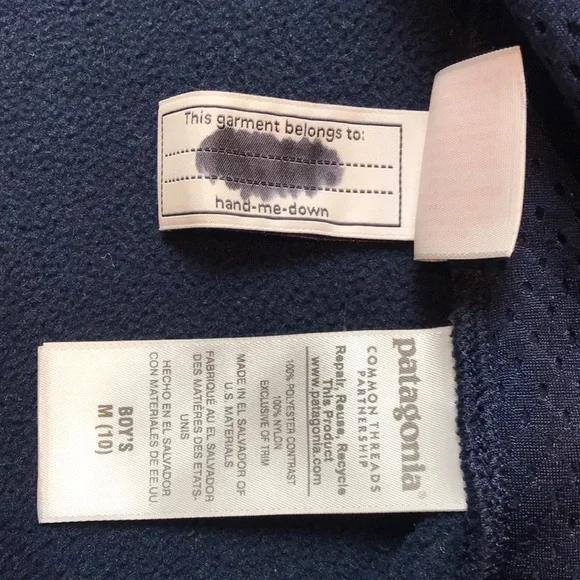 This garment belongs to:
hand-me-down
patagonia®
COMMON THREADS
PARTNERSHIP
Repair, Reuse, Recycle
This Product
www.patagonia.com
100% POLYESTER CONTRAST
100% NYLON
EXCLUSIVE OF TRIM
MADE IN EL SALVADOR OF
U.S. MATERIALS
FABRIQUÉ AU EL SALVADOR
DES MATIÈRES DES ETATS-
UNIS
HECHO EN EL SALVADOR
CON MATERIALES DE EE.UU.
BOY'S
M (10)